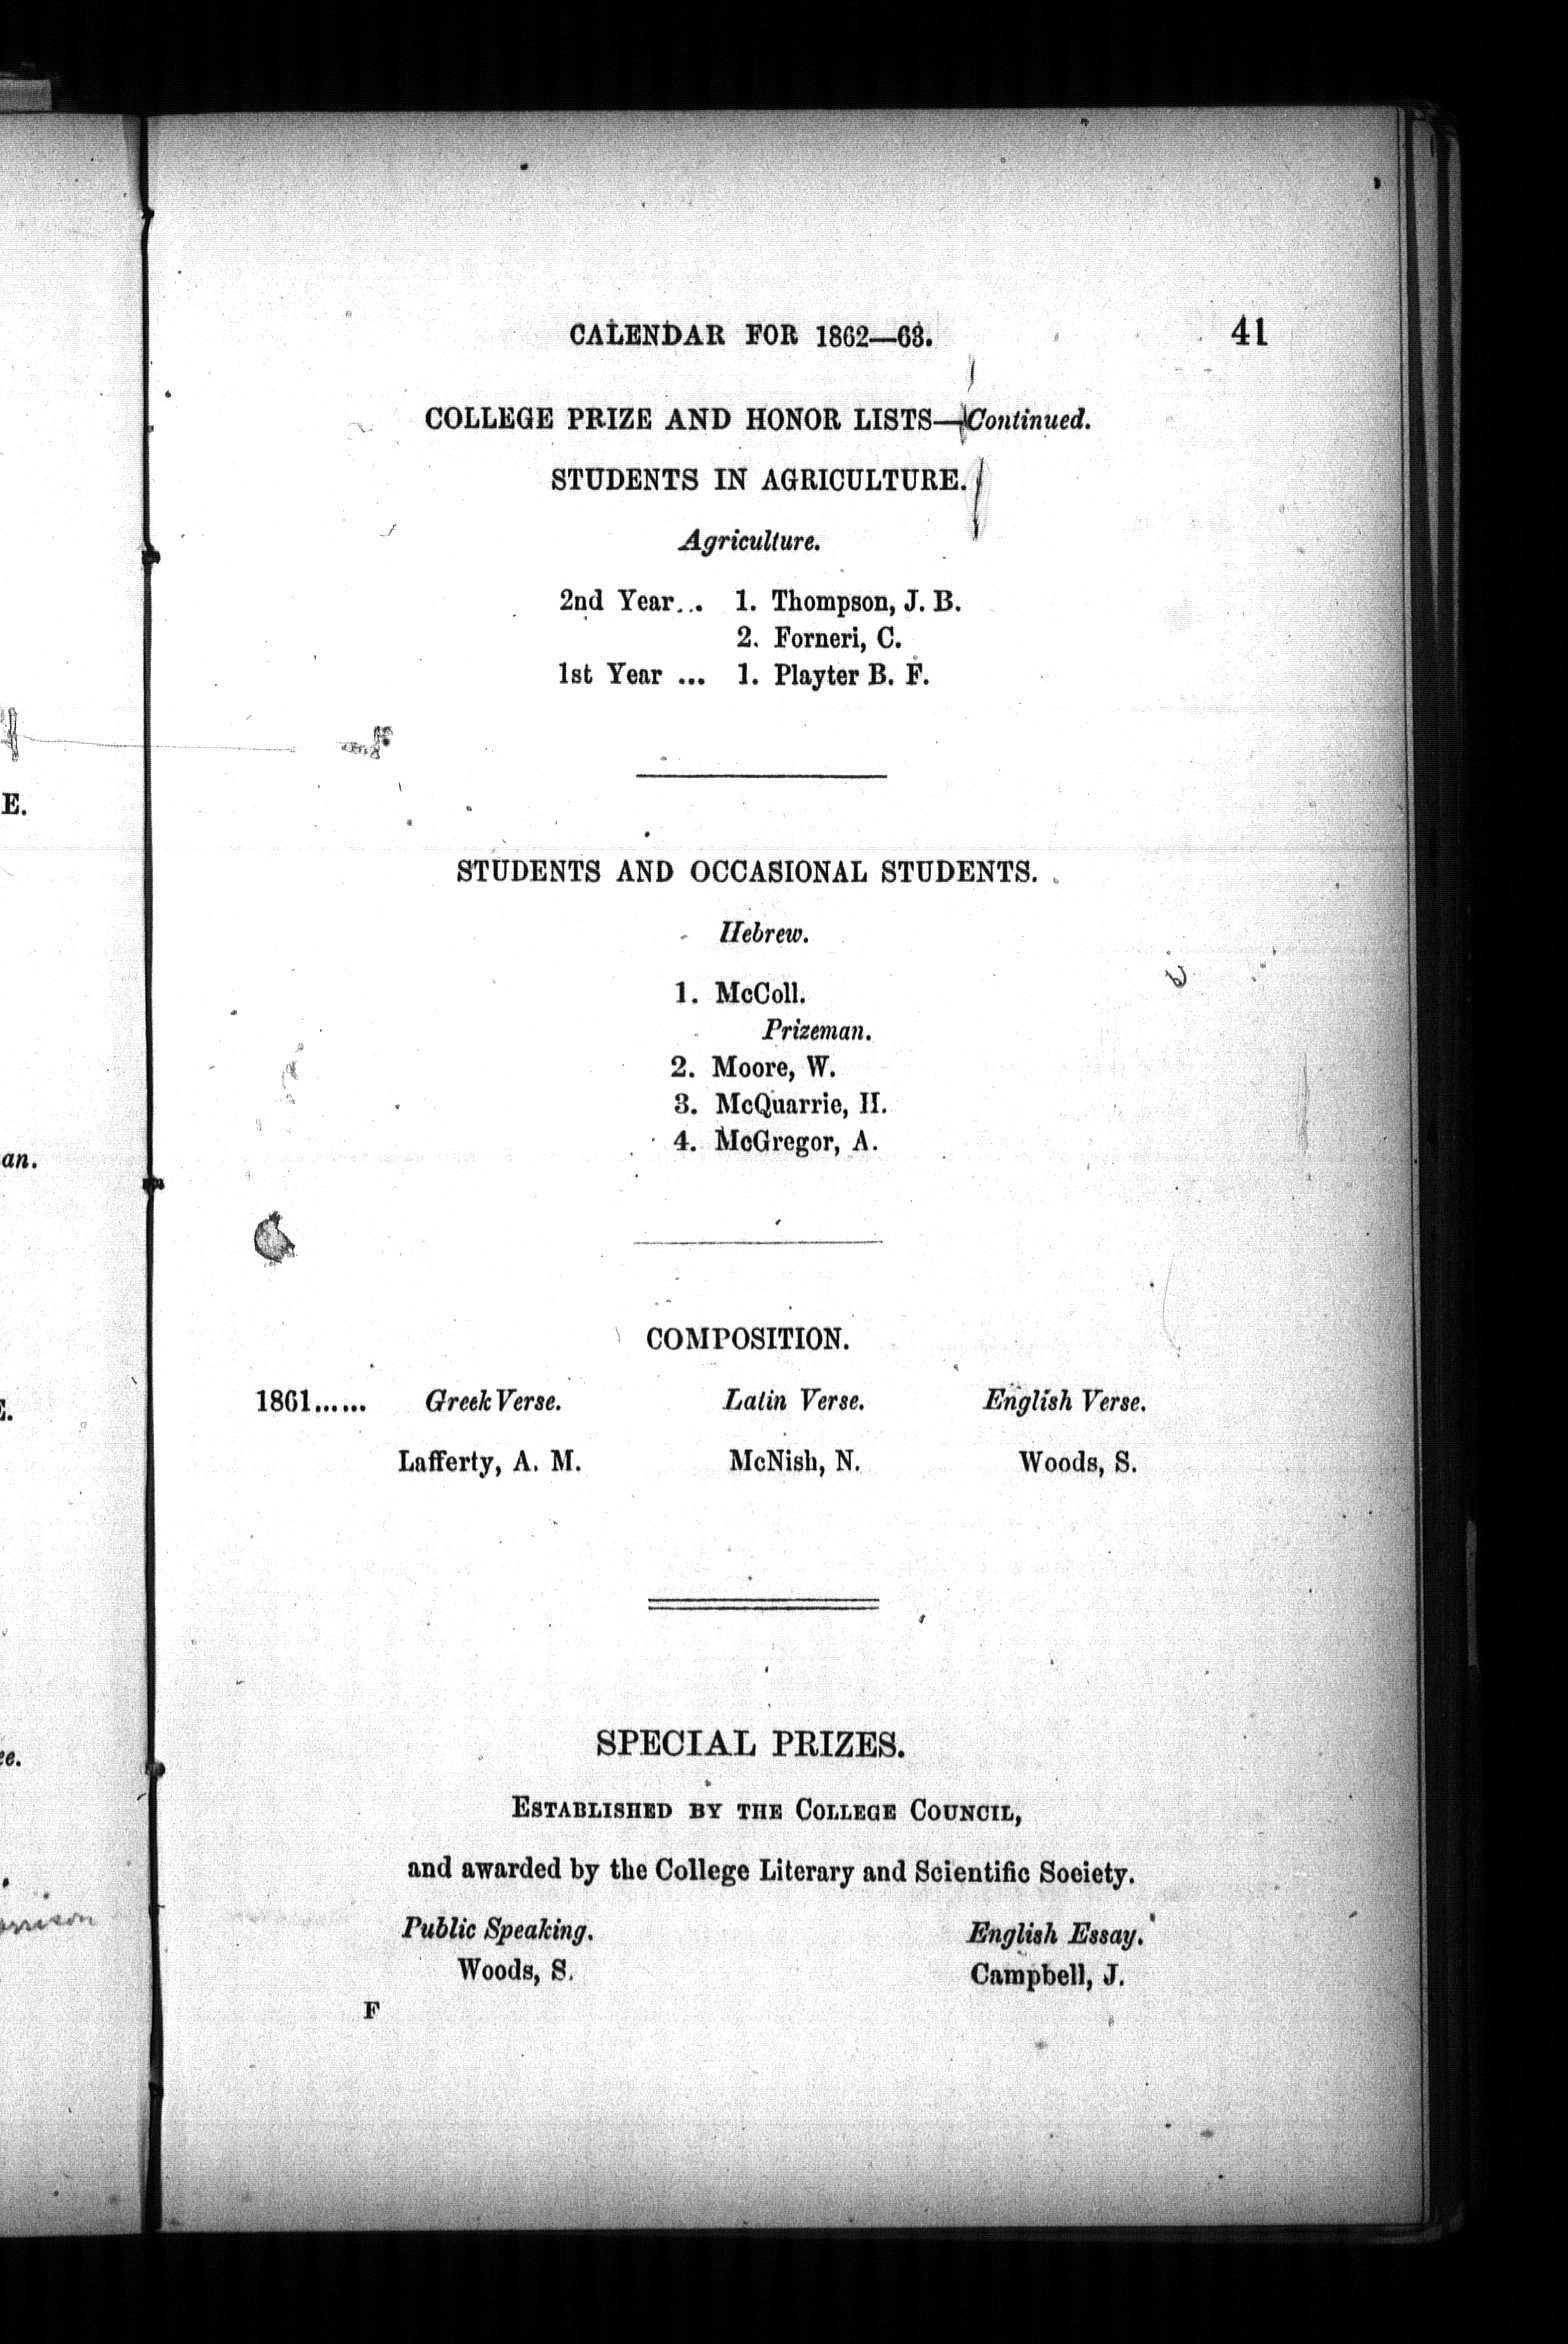 CALENDAR FOR 1862—63. 41
COLLEGE PRIZE AND HONOR LISTS—Continued.
STUDENTS IN AGRICULTURE.
Agriculture.
2nd Year... 1. Thompson, J. B.
2. Forneri, C.
1st Year ... 1. Playter B. F.
STUDENTS AND OCCASIONAL STUDENTS.
Hebrew.
1. McColl.
Prizeman.
2. Moore, W.
3. McQuarrie, H.
4. McGregor, A.
COMPOSITION.
1861...... Greek Verse. Latin Verse. English Verse.
Lafferty, A. M. McNish, N. Woods, S.
SPECIAL PRIZES.
ESTABLISHED BY THE COLLEGE COUNCIL,
and awarded by the College Literary and Scientific Society.
Public Speaking. English Essay.
Woods, S. Campbell, J.
F